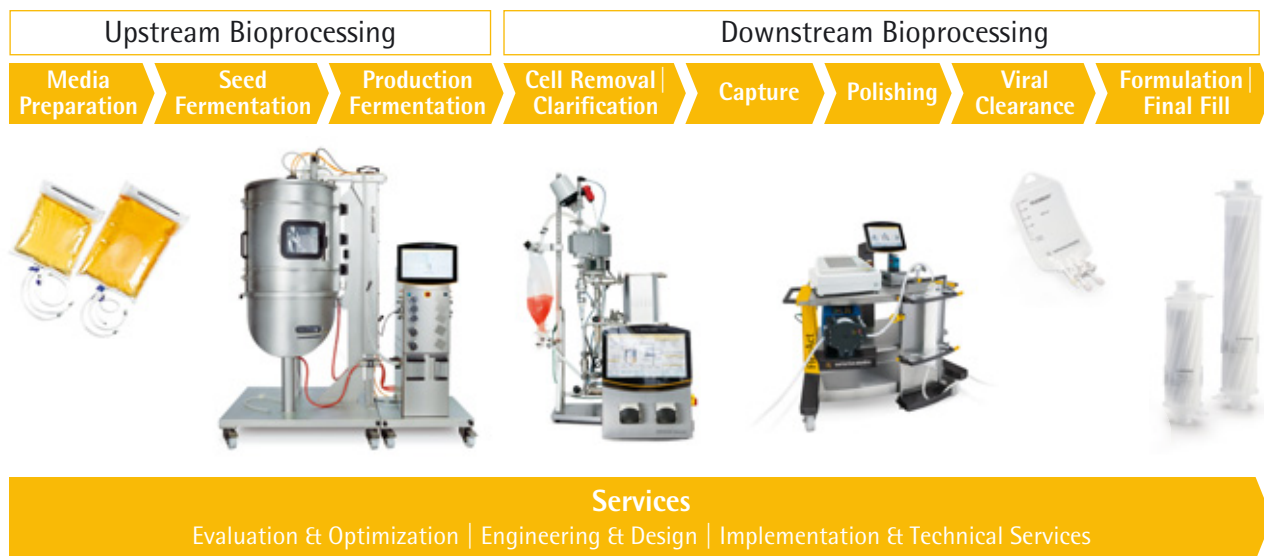 Upstream Bioprocessing
Downstream Bioprocessing
Media
Preparation
Seed
Fermentation
Production
Fermentation
Cell Removal |
Clarification
Capture
Polishing
Viral
Clearance
Formulation |
Final Fill
Services
Evaluation & Optimization | Engineering & Design | Implementation & Technical Services